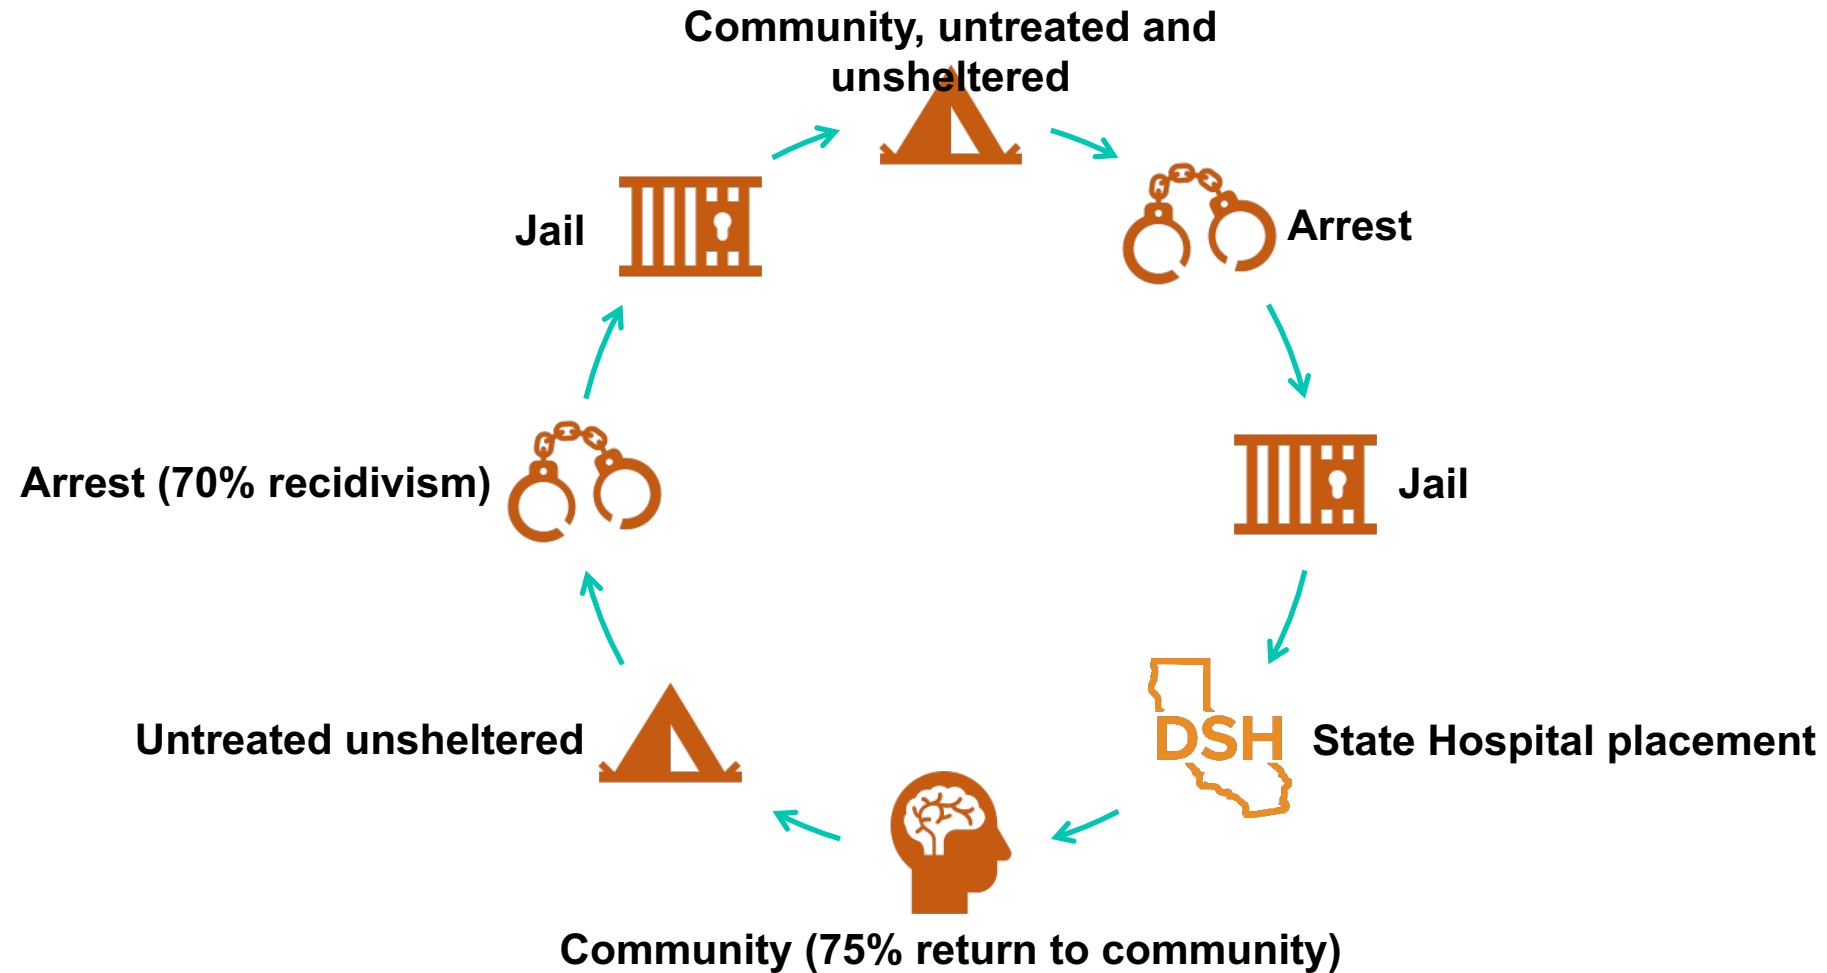 Community, untreated and
unsheltered
Arrest
Jail
Jail
Arrest (70% recidivism)
State Hospital placement
DSH
Untreated unsheltered
Community (75% return to community)